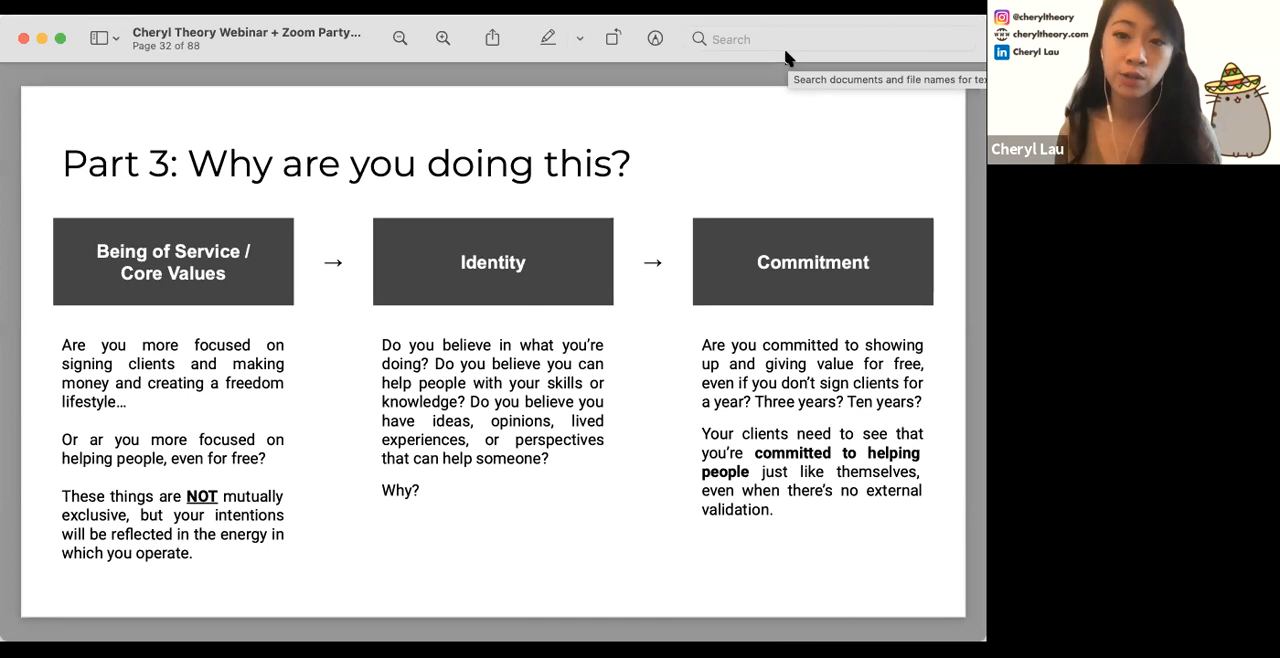 Cheryl Theory Webinar + Zoom Party...
Page 32 of 88
Search
Search documents and file names for
@cheryltheory
cheryltheory.com
in Cheryl Lau
Cheryl Lau
Part 3: Why are you doing this?
Being of Service /
Core Values
→
Identity
→
Commitment
Are you more focused on
signing clients and making
money and creating a freedom
lifestyle…
Or ar you more focused on
helping people, even for free?
These things are NOT mutually
exclusive, but your intentions
will be reflected in the energy in
which you operate.
Do you believe in what you’re
doing? Do you believe you can
help people with your skills or
knowledge? Do you believe you
have ideas, opinions, lived
experiences, or perspectives
that can help someone?
Why?
Are you committed to showing
up and giving value for free,
even if you don’t sign clients for
a year? Three years? Ten years?
Your clients need to see that
you’re committed to helping
people just like themselves,
even when there’s no external
validation.